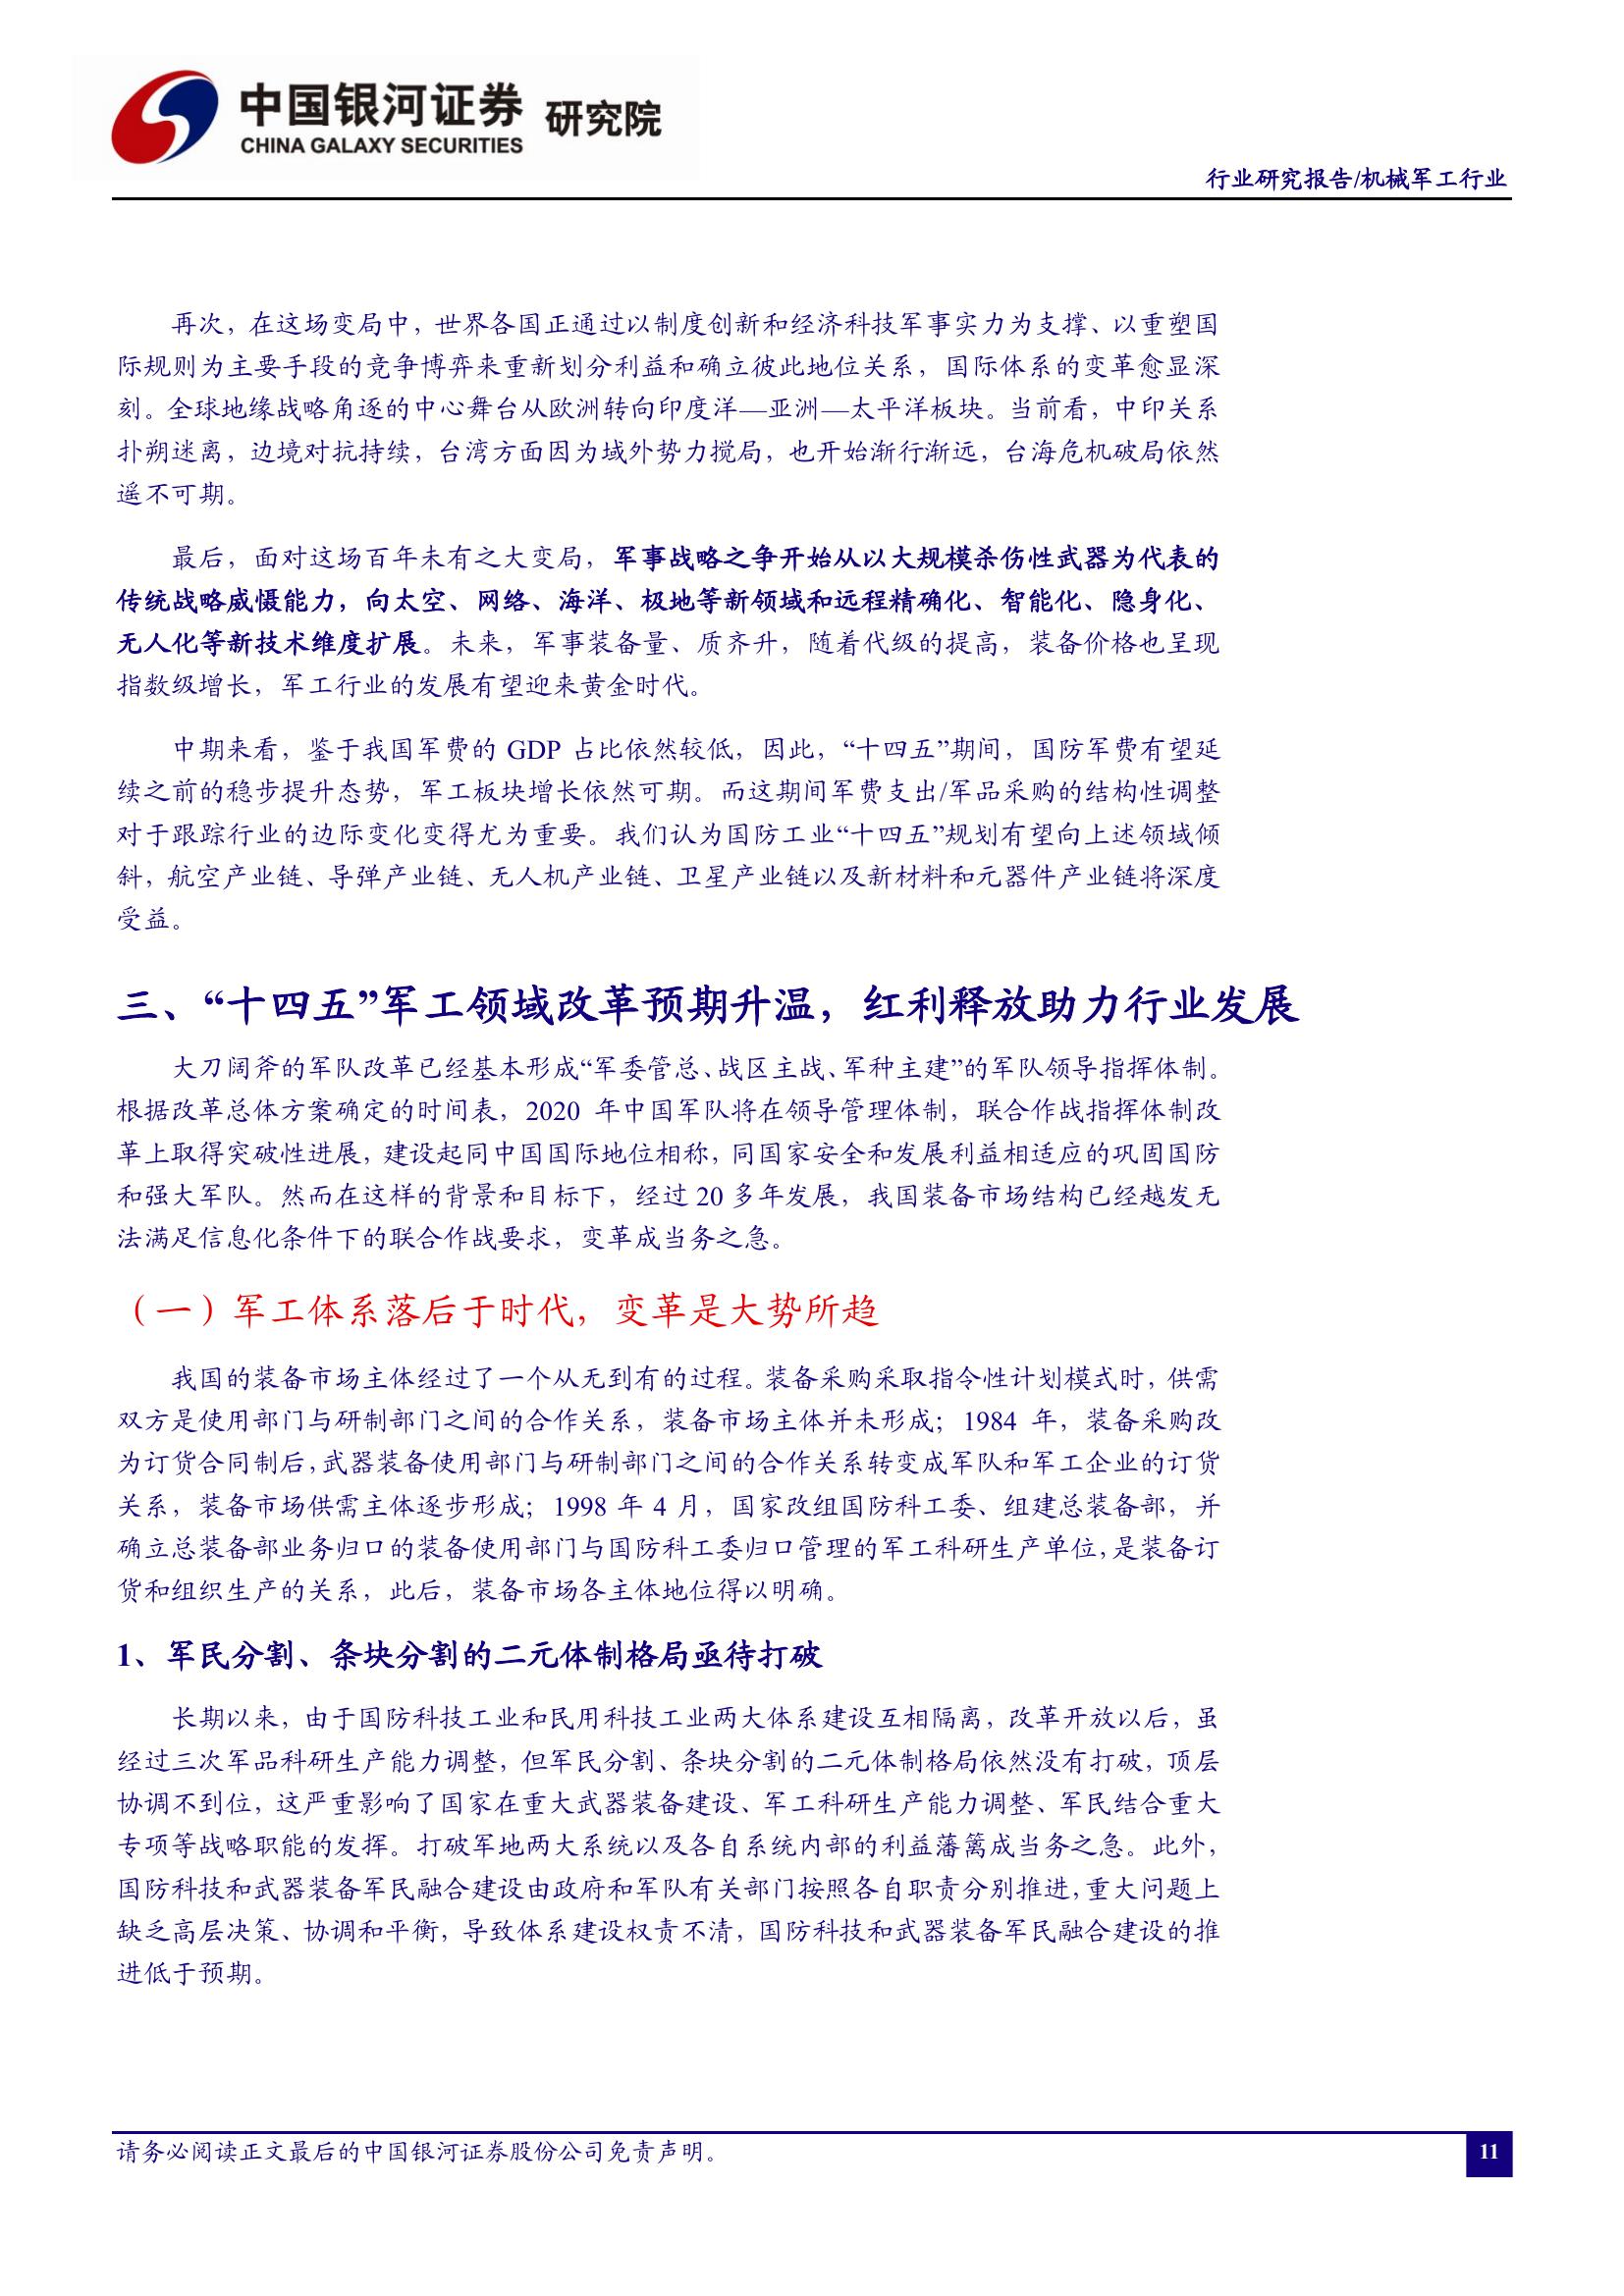 中国银河证券 研究院
CHINA GALAXY SECURITIES
行业研究报告/机械军工行业
再次，在这场变局中，世界各国正通过以制度创新和经济科技军事实力为支撑、以重塑国
际规则为主要手段的竞争博弈来重新划分利益和确立彼此地位关系，国际体系的变革愈显深
刻。全球地缘战略角逐的中心舞台从欧洲转向印度洋—亚洲—太平洋板块。当前看，中印关系
扑朔迷离，边境对抗持续，台湾方面因为域外势力搅局，也开始渐行渐远，台海危机破局依然
遥不可期。
最后，面对这场百年未有之大变局，军事战略之争开始从以大规模杀伤性武器为代表的
传统战略威慑能力，向太空、网络、海洋、极地等新领域和远程精确化、智能化、隐身化、
无人化等新技术维度扩展。未来，军事装备量、质齐升，随着代级的提高，装备价格也呈现
指数级增长，军工行业的发展有望迎来黄金时代。
中期来看，鉴于我国军费的 GDP 占比依然较低，因此，“十四五”期间，国防军费有望延
续之前的稳步提升态势，军工板块增长依然可期。而这期间军费支出/军品采购的结构性调整
对于跟踪行业的边际变化变得尤为重要。我们认为国防工业“十四五”规划有望向上述领域倾
斜，航空产业链、导弹产业链、无人机产业链、卫星产业链以及新材料和元器件产业链将深度
受益。
三、“十四五”军工领域改革预期升温，红利释放助力行业发展
大刀阔斧的军队改革已经基本形成“军委管总、战区主战、军种主建”的军队领导指挥体制。
根据改革总体方案确定的时间表，2020 年中国军队将在领导管理体制，联合作战指挥体制改
革上取得突破性进展，建设起同中国国际地位相称，同国家安全和发展利益相适应的巩固国防
和强大军队。然而在这样的背景和目标下，经过 20 多年发展，我国装备市场结构已经越发无
法满足信息化条件下的联合作战要求，变革成当务之急。
（一）军工体系落后于时代，变革是大势所趋
我国的装备市场主体经过了一个从无到有的过程。装备采购采取指令性计划模式时，供需
双方是使用部门与研制部门之间的合作关系，装备市场主体并未形成；1984 年，装备采购改
为订货合同制后，武器装备使用部门与研制部门之间的合作关系转变成军队和军工企业的订货
关系，装备市场供需主体逐步形成；1998 年 4 月，国家改组国防科工委、组建总装备部，并
确立总装备部业务归口的装备使用部门与国防科工委归口管理的军工科研生产单位，是装备订
货和组织生产的关系，此后，装备市场各主体地位得以明确。
1、军民分割、条块分割的二元体制格局亟待打破
长期以来，由于国防科技工业和民用科技工业两大体系建设互相隔离，改革开放以后，虽
经过三次军品科研生产能力调整，但军民分割、条块分割的二元体制格局依然没有打破，顶层
协调不到位，这严重影响了国家在重大武器装备建设、军工科研生产能力调整、军民结合重大
专项等战略职能的发挥。打破军地两大系统以及各自系统内部的利益藩篱成当务之急。此外，
国防科技和武器装备军民融合建设由政府和军队有关部门按照各自职责分别推进，重大问题上
缺乏高层决策、协调和平衡，导致体系建设权责不清，国防科技和武器装备军民融合建设的推
进低于预期。
请务必阅读正文最后的中国银河证券股份公司免责声明。
11